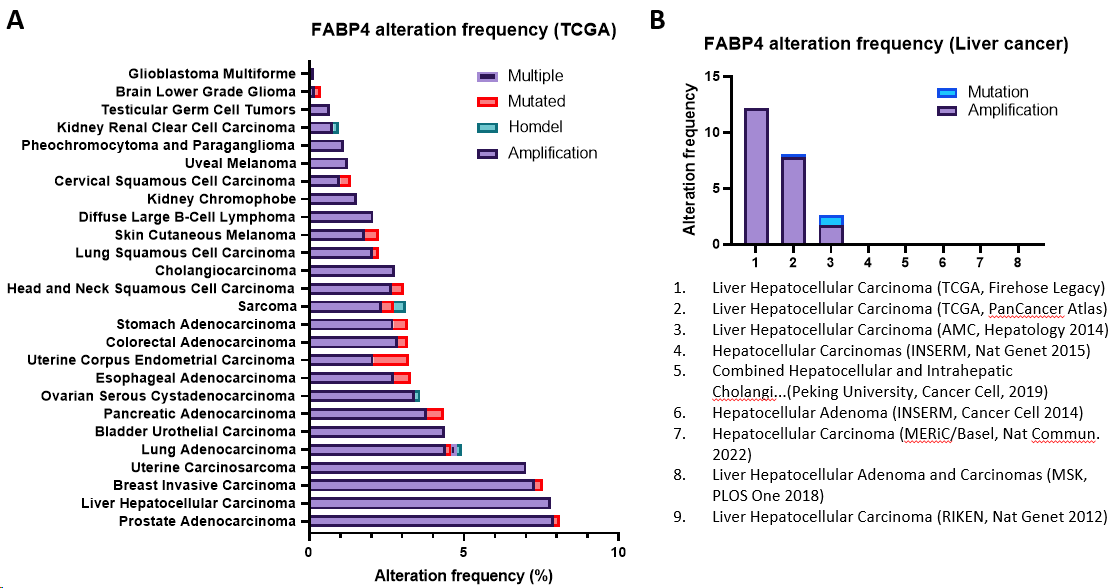 A
FABP4 alteration frequency (TCGA)
Glioblastoma Multiforme
Brain Lower Grade Glioma
Testicular Germ Cell Tumors
Kidney Renal Clear Cell Carcinoma
Pheochromocytoma and Paraganglioma
Uveal Melanoma
Cervical Squamous Cell Carcinoma
Kidney Chromophobe
Diffuse Large B-Cell Lymphoma
Skin Cutaneous Melanoma
Lung Squamous Cell Carcinoma
Cholangiocarcinoma
Head and Neck Squamous Cell Carcinoma
Sarcoma
Stomach Adenocarcinoma
Colorectal Adenocarcinoma
Uterine Corpus Endometrial Carcinoma
Esophageal Adenocarcinoma
Ovarian Serous Cystadenocarcinoma
Pancreatic Adenocarcinoma
Bladder Urothelial Carcinoma
Lung Adenocarcinoma
Uterine Carcinosarcoma
Breast Invasive Carcinoma
Liver Hepatocellular Carcinoma
Prostate Adenocarcinoma
Multiple
Mutated
Homdel
Amplification
0 5 10
Alteration frequency (%)
B
FABP4 alteration frequency (Liver cancer)
Alteration frequency
15
10
5
0
Mutation
Amplification
1 2 3 4 5 6 7 8
1. Liver Hepatocellular Carcinoma (TCGA, Firehose Legacy)
2. Liver Hepatocellular Carcinoma (TCGA, PanCancer Atlas)
3. Liver Hepatocellular Carcinoma (AMC, Hepatology 2014)
4. Hepatocellular Carcinomas (INSERM, Nat Genet 2015)
5. Combined Hepatocellular and Intrahepatic
Cholangi...(Peking University, Cancer Cell, 2019)
6. Hepatocellular Adenoma (INSERM, Cancer Cell 2014)
7. Hepatocellular Carcinoma (MERiC/Basel, Nat Commun.
2022)
8. Liver Hepatocellular Adenoma and Carcinomas (MSK,
PLOS One 2018)
9. Liver Hepatocellular Carcinoma (RIKEN, Nat Genet 2012)